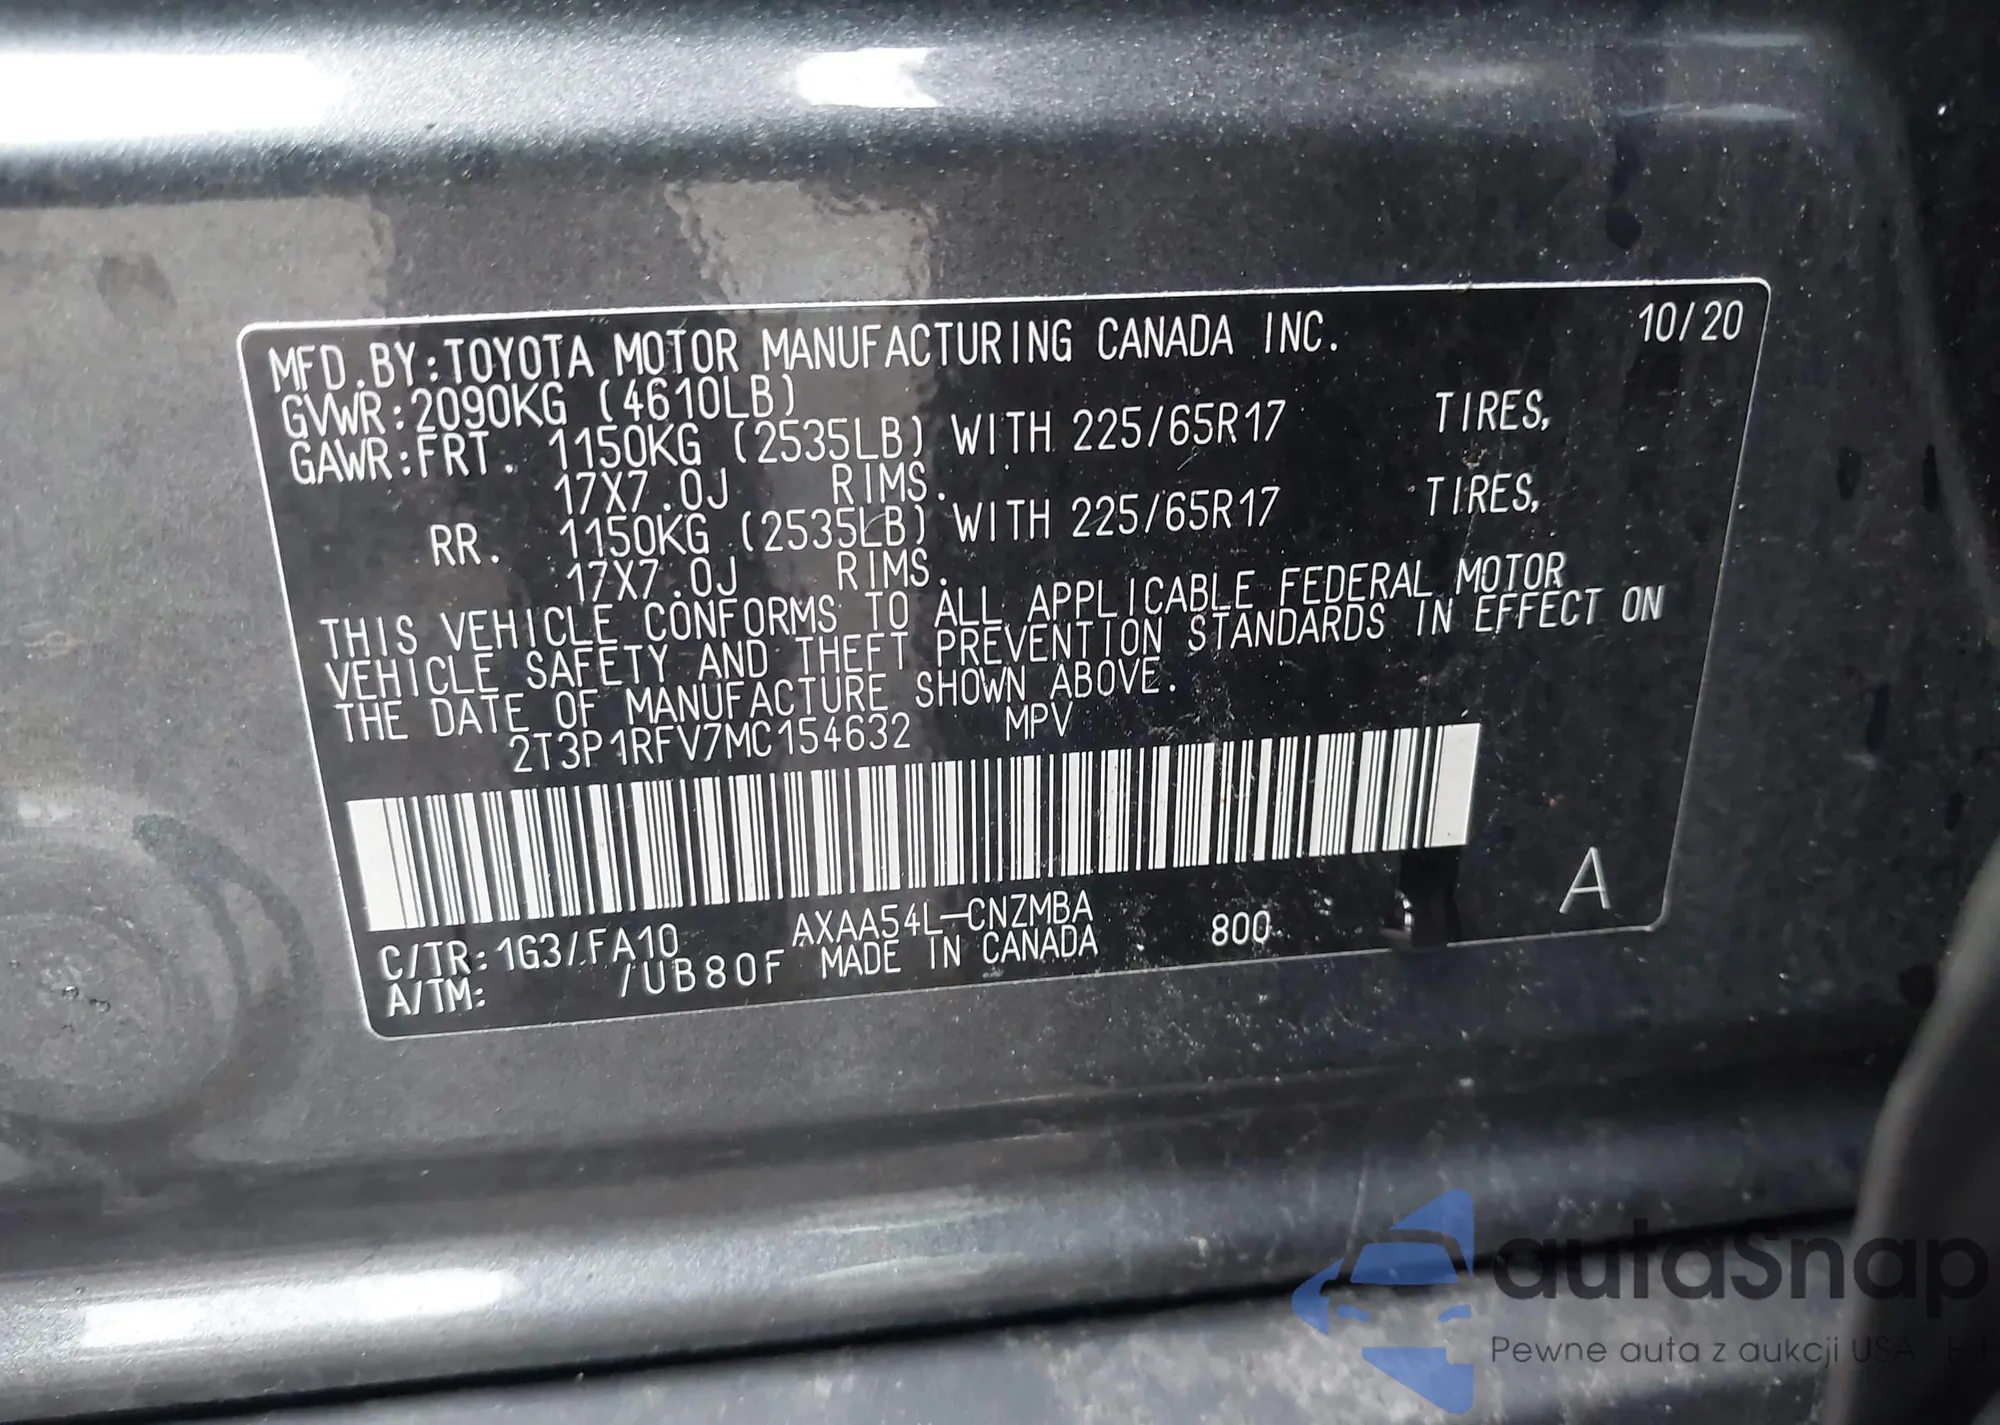 MFD.BY:TOYOTA MOTOR MANUFACTURING CANADA INC. 10/20
GVWR:2090KG (4610LB)
GAWR:FRT. 1150KG (2535LB) WITH 225/65R17 TIRES,
17X7.0J RIMS.
RR. 1150KG (2535LB) WITH 225/65R17 TIRES,
17X7.0J RIMS.
THIS VEHICLE CONFORMS TO ALL APPLICABLE FEDERAL MOTOR
VEHICLE SAFETY AND THEFT PREVENTION STANDARDS IN EFFECT ON
THE DATE OF MANUFACTURE SHOWN ABOVE.
2T3P1RFV7MC154632 MPV
C/TR:1G3/FA10 AXAA54L-CNZMBA 800 A
A/TM: /UB80F MADE IN CANADA
autaSnap
Pewne auta z aukcji USA